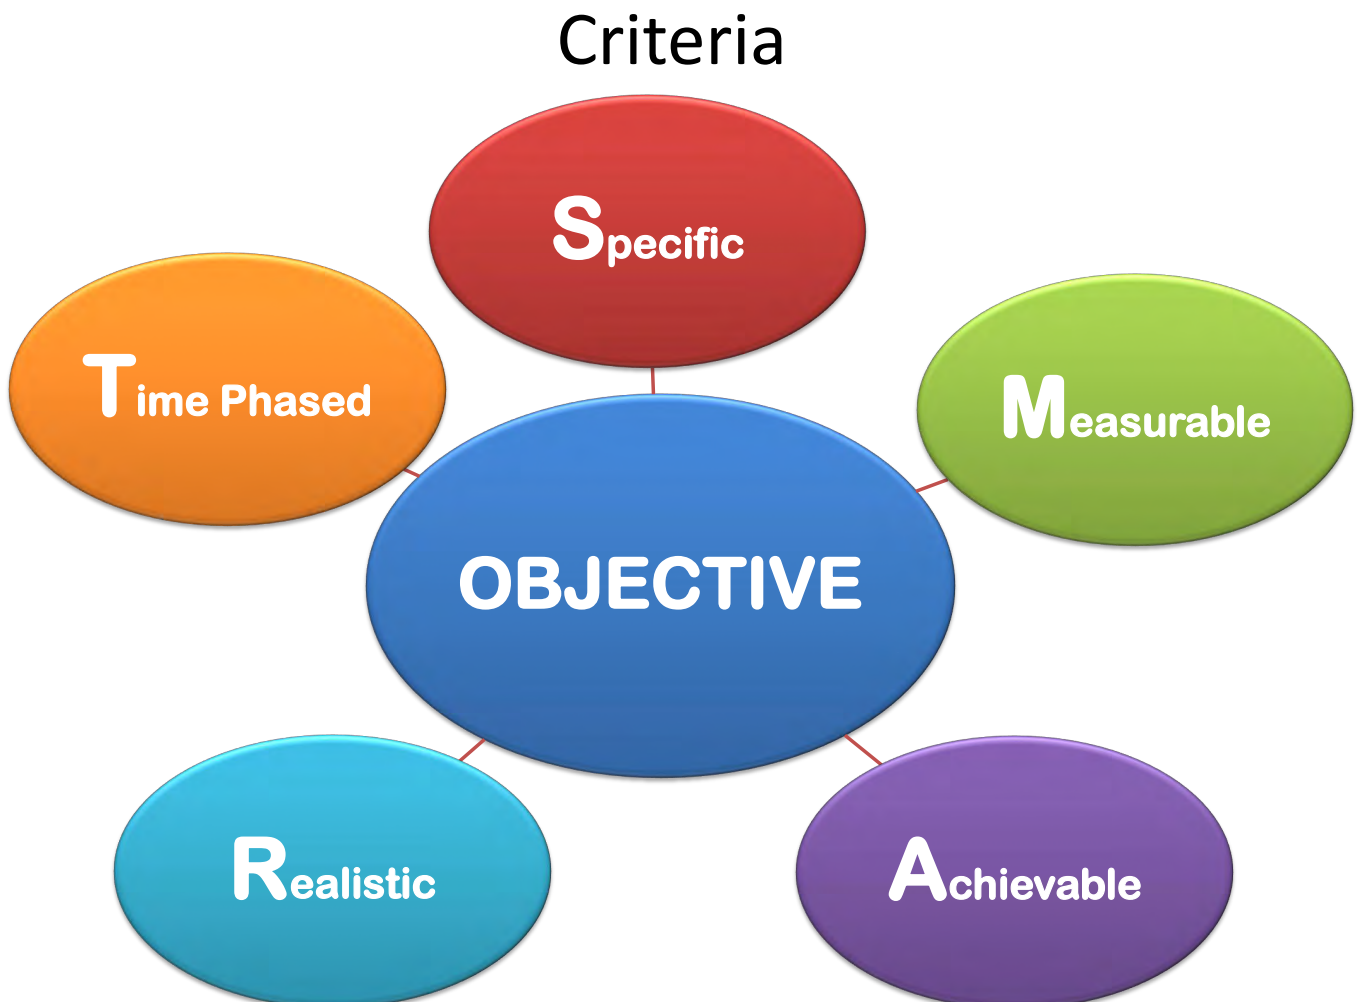 Criteria
Specific
Time Phased
Measurable
OBJECTIVE
Realistic
Achievable